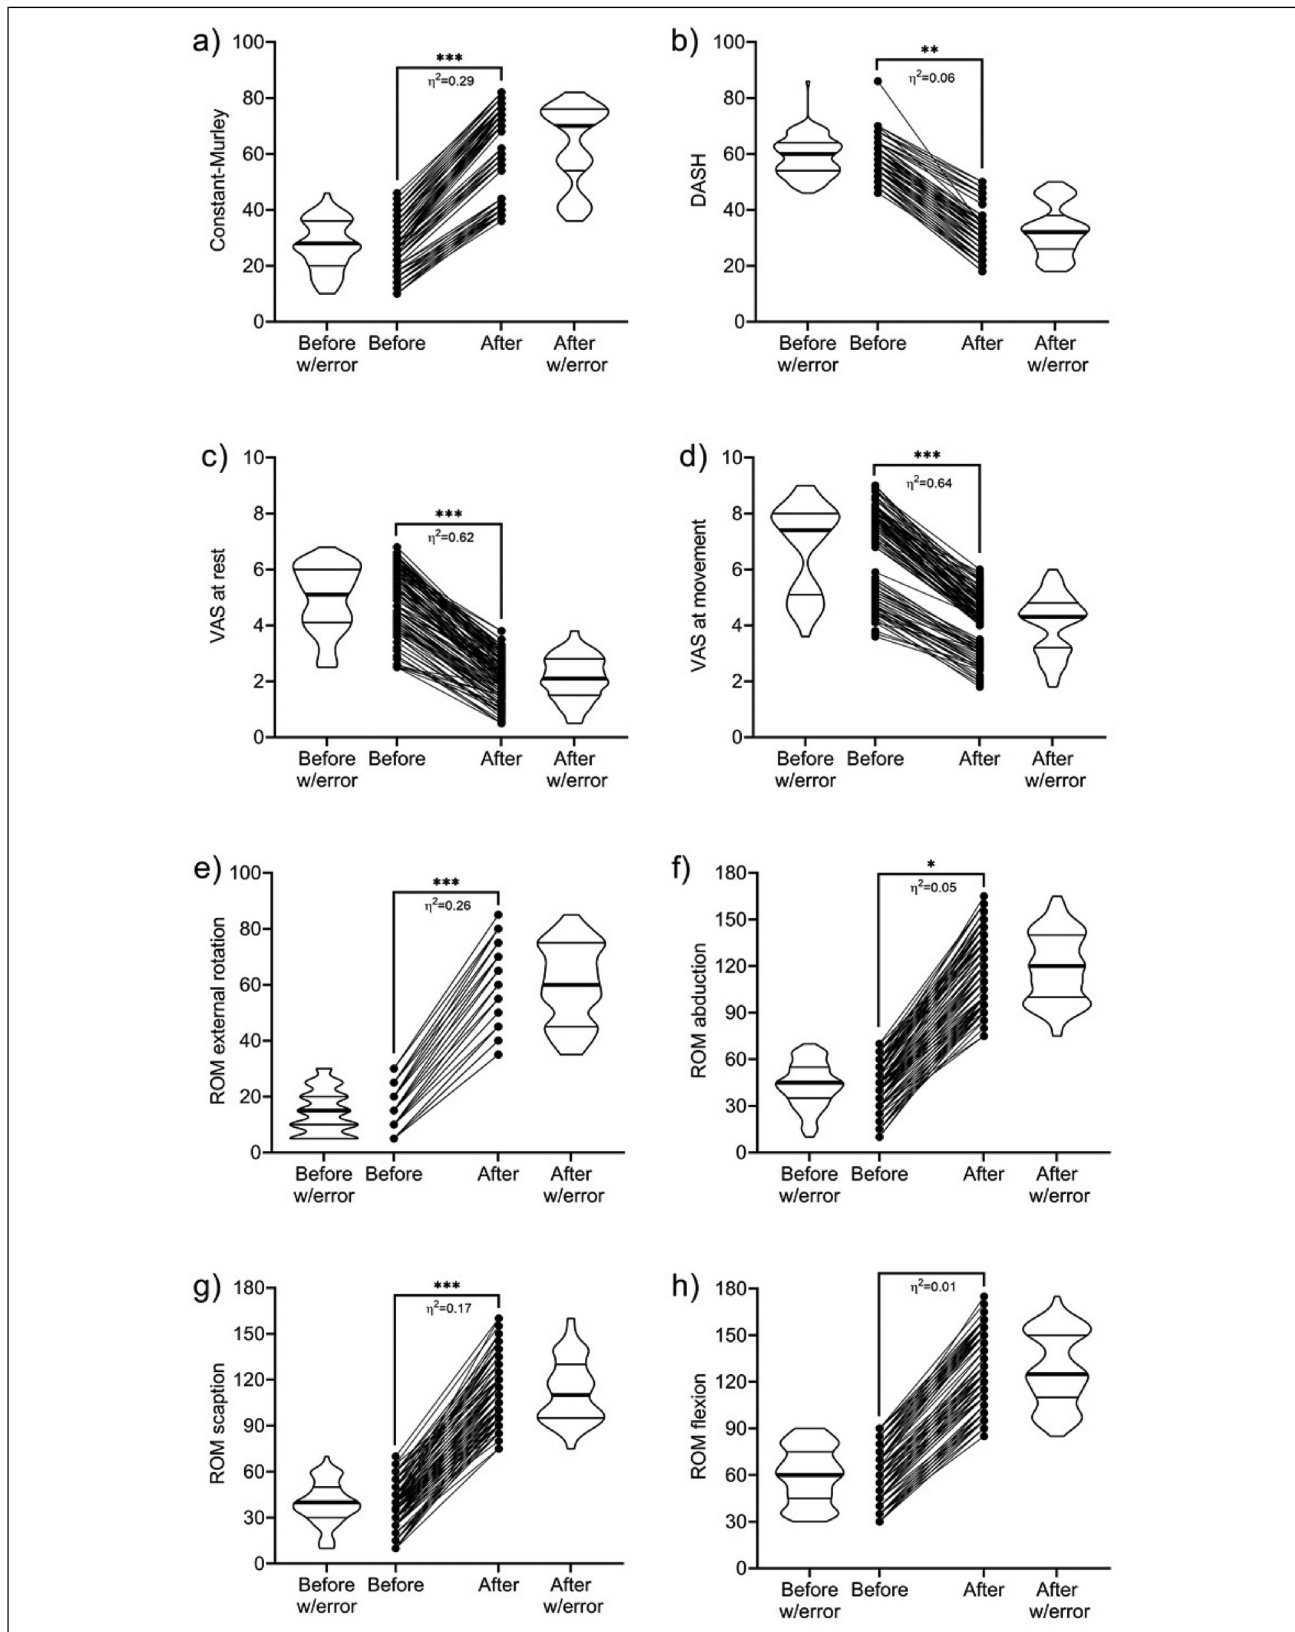 a)
***
η²=0.29
Constant-Murley
100
80
60
40
20
0
Before
w/error
Before
After
After
w/error
b)
**
η²=0.06
DASH
100
80
60
40
20
0
Before
w/error
Before
After
After
w/error
c)
***
η²=0.62
VAS at rest
10
8
6
4
2
0
Before
w/error
Before
After
After
w/error
d)
***
η²=0.64
VAS at movement
10
8
6
4
2
0
Before
w/error
Before
After
After
w/error
e)
***
η²=0.26
ROM external rotation
100
80
60
40
20
0
Before
w/error
Before
After
After
w/error
f)
*
η²=0.05
ROM abduction
180
150
120
90
60
30
0
Before
w/error
Before
After
After
w/error
g)
***
η²=0.17
ROM scaption
180
150
120
90
60
30
0
Before
w/error
Before
After
After
w/error
h)
η²=0.01
ROM flexion
180
150
120
90
60
30
0
Before
w/error
Before
After
After
w/error